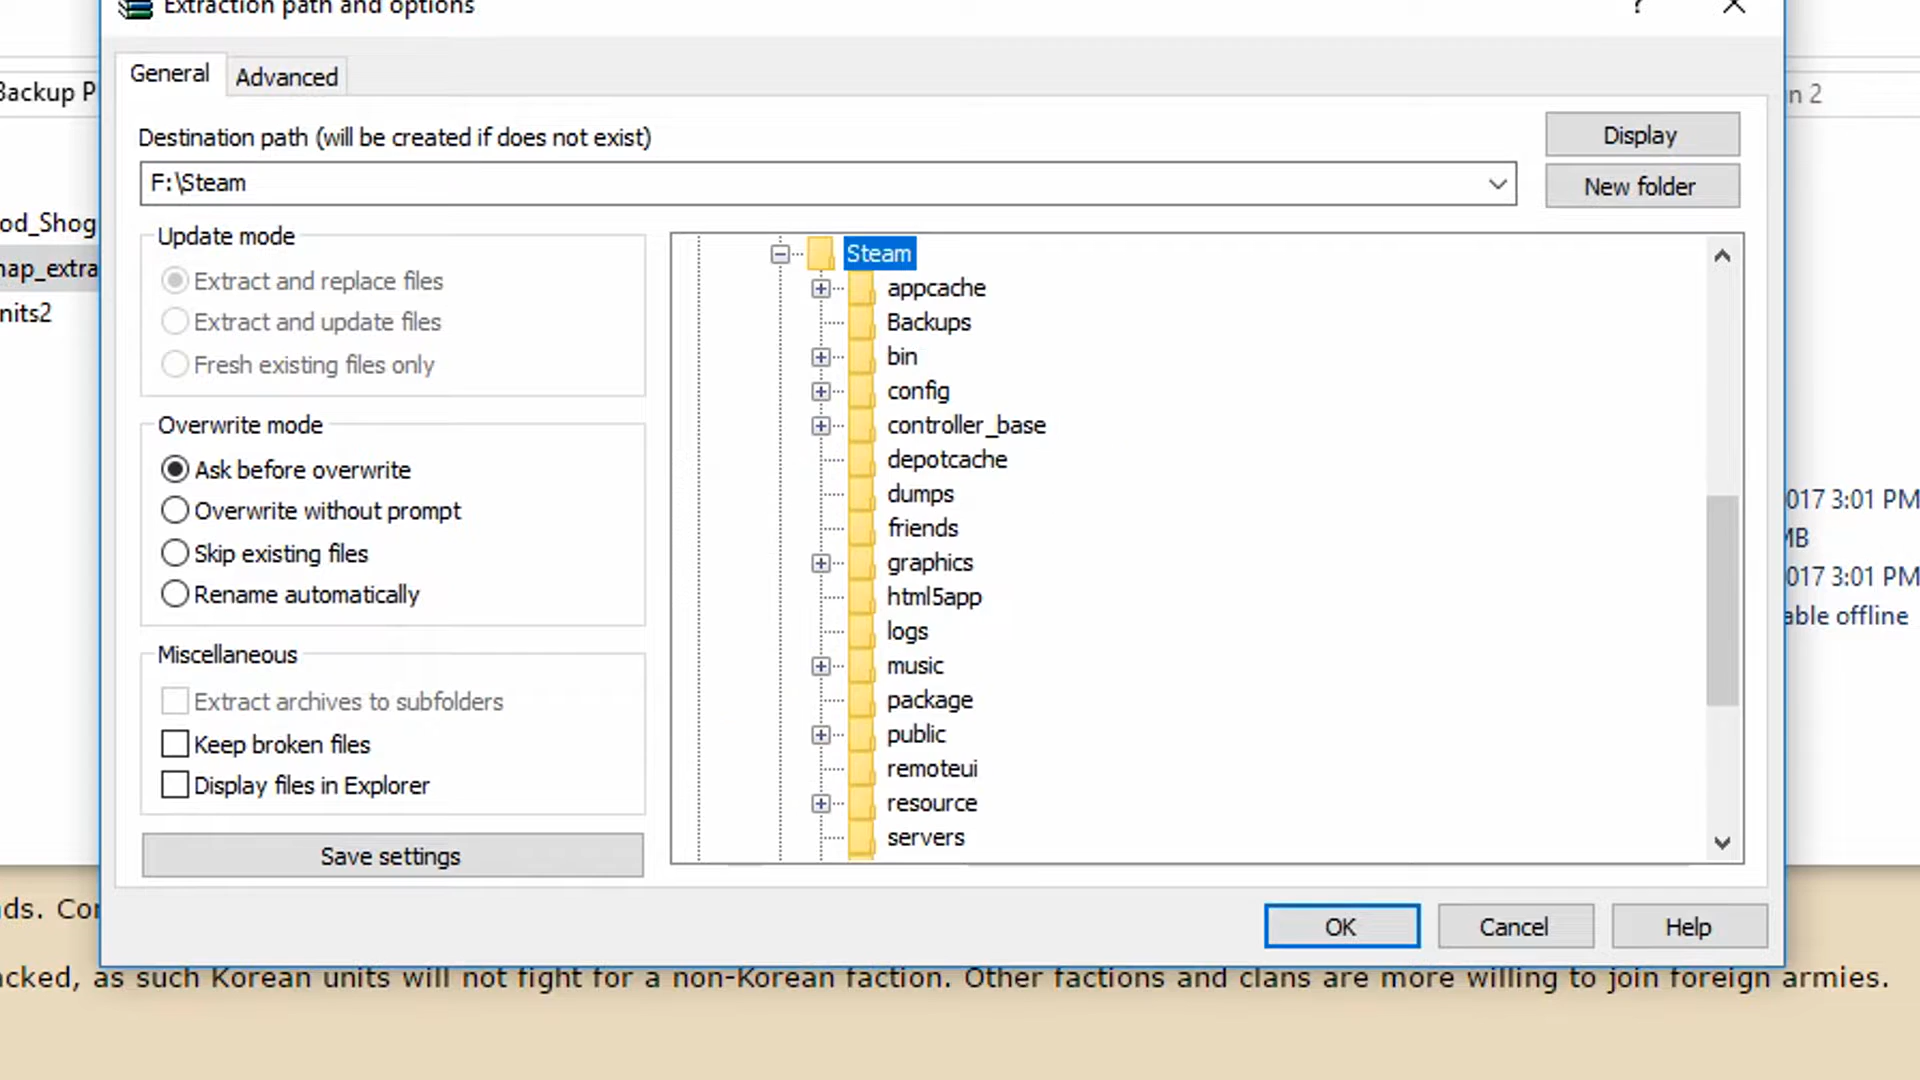 Extraction path and options
?
General
Advanced
Backup P
n 2
Destination path (will be created if does not exist)
Display
F:\Steam
New folder
od_Shog
Update mode
Steam
Extract and replace files
appcache
nap_extra
Extract and update files
Backups
nits2
Fresh existing files only
bin
config
Overwrite mode
controller_base
Ask before overwrite
depotcache
Overwrite without prompt
dumps
017 3:01 PM
Skip existing files
friends
MB
Rename automatically
graphics
017 3:01 PM
html5app
able offline
logs
Miscellaneous
music
Extract archives to subfolders
package
Keep broken files
public
Display files in Explorer
remoteui
resource
Save settings
servers
ds. Cor
OK
Cancel
Help
acked, as such Korean units will not fight for a non-Korean faction. Other factions and clans are more willing to join foreign armies.